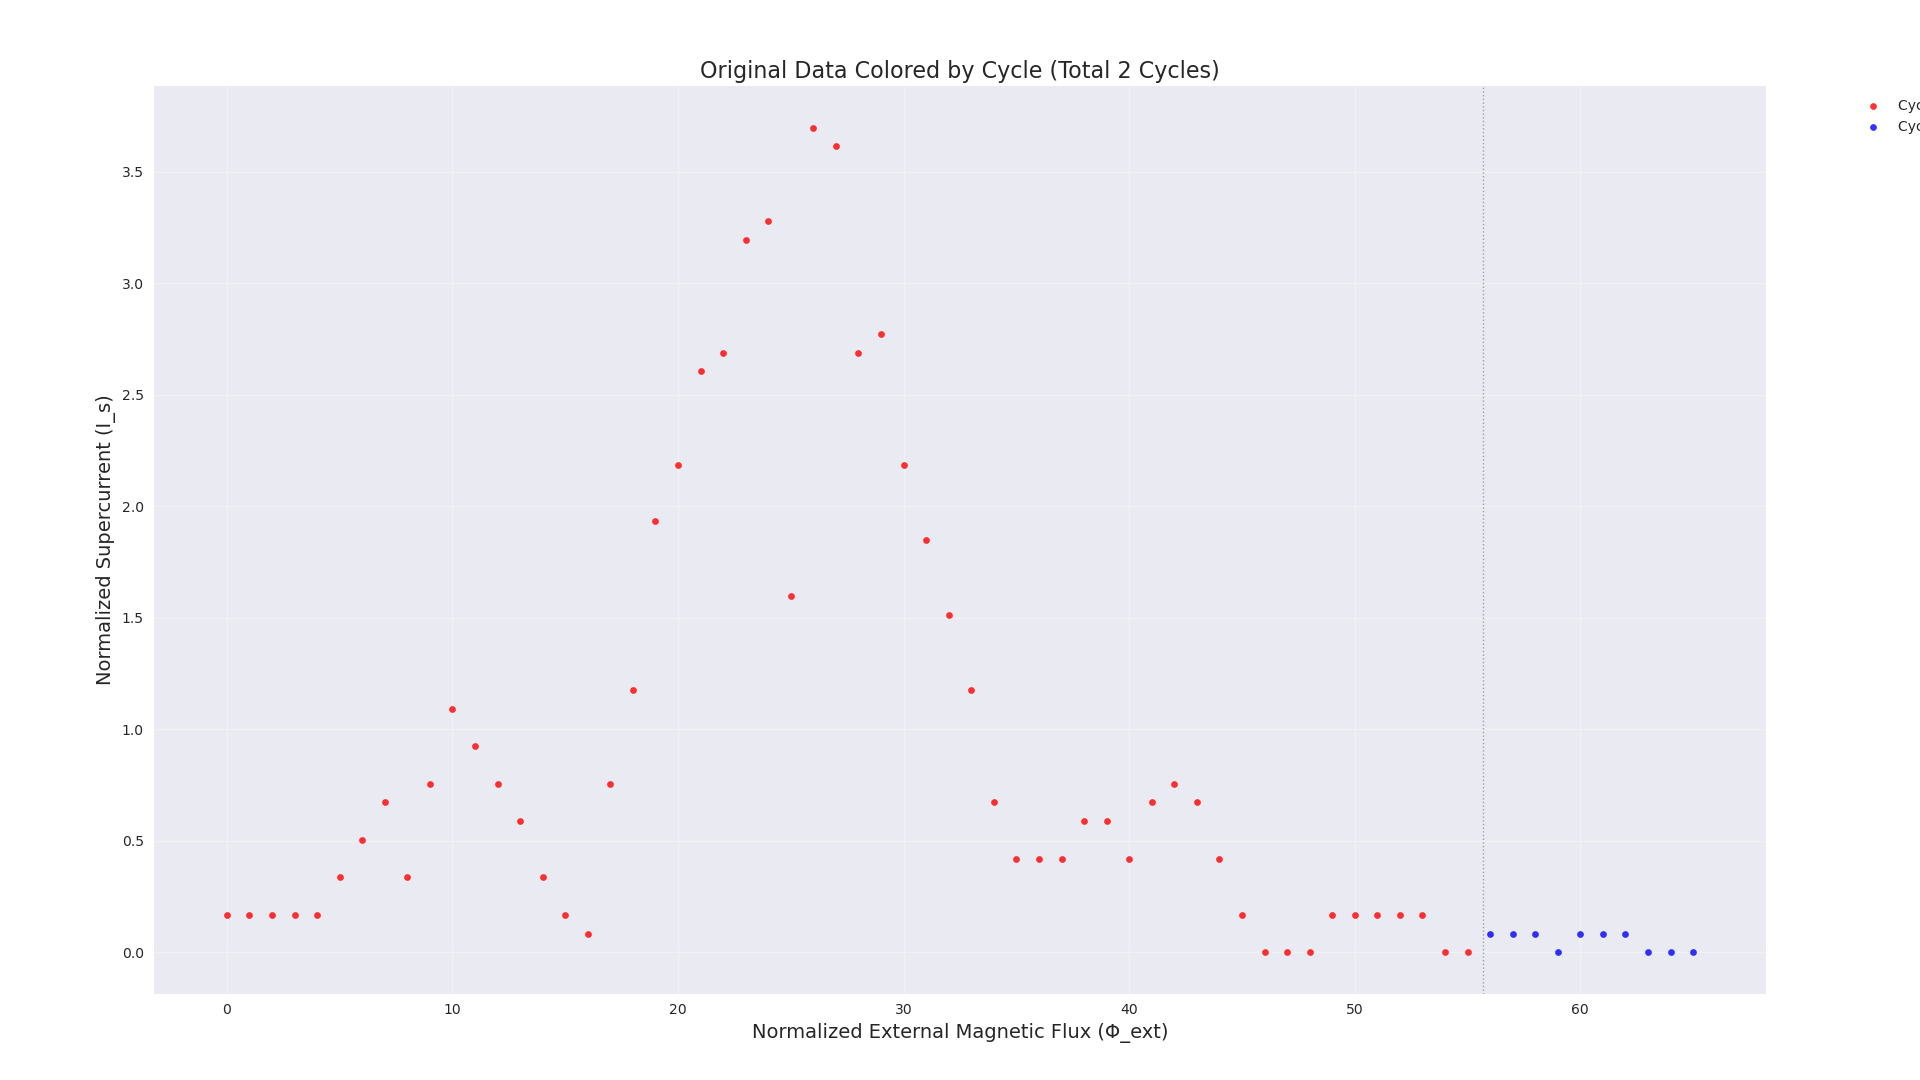 Original Data Colored by Cycle (Total 2 Cycles)
Cyc
Cyc
Normalized Supercurrent (I_s)
3.5
3.0
2.5
2.0
1.5
1.0
0.5
0.0
0 10 20 30 40 50 60
Normalized External Magnetic Flux (Φ_ext)